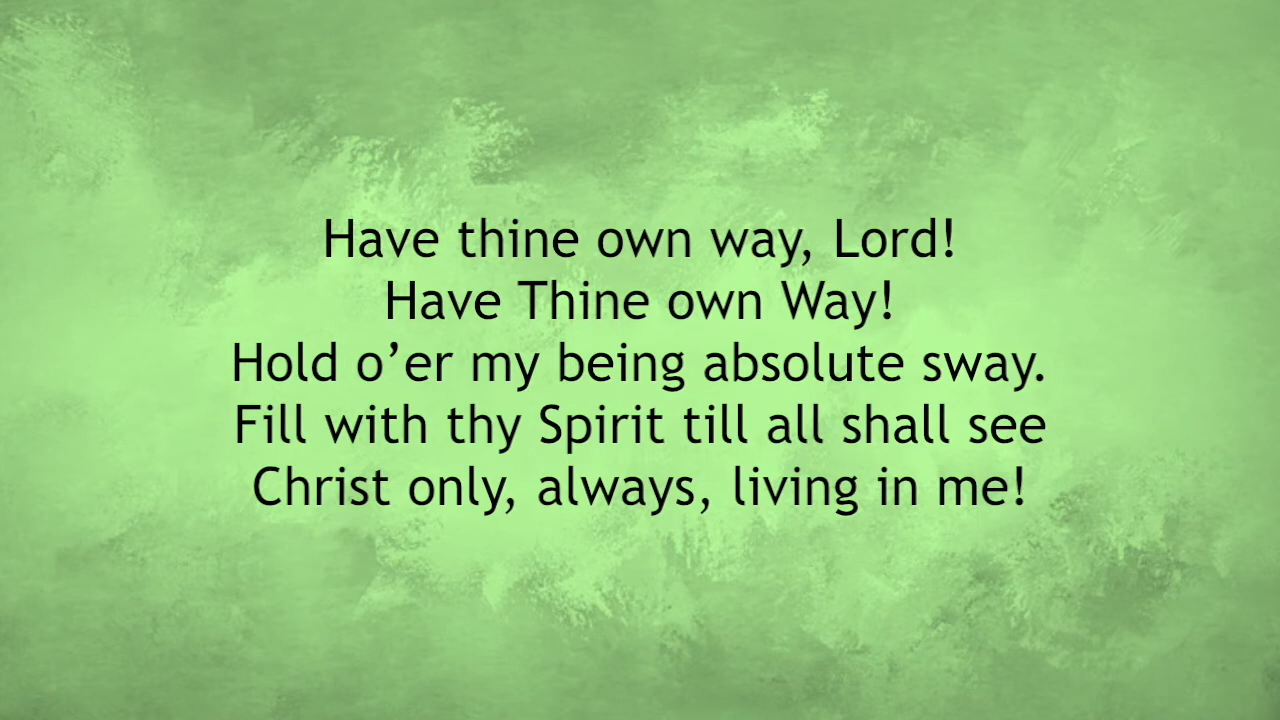 Have thine own way, Lord!
Have Thine own Way!
Hold o’er my being absolute sway.
Fill with thy Spirit till all shall see
Christ only, always, living in me!